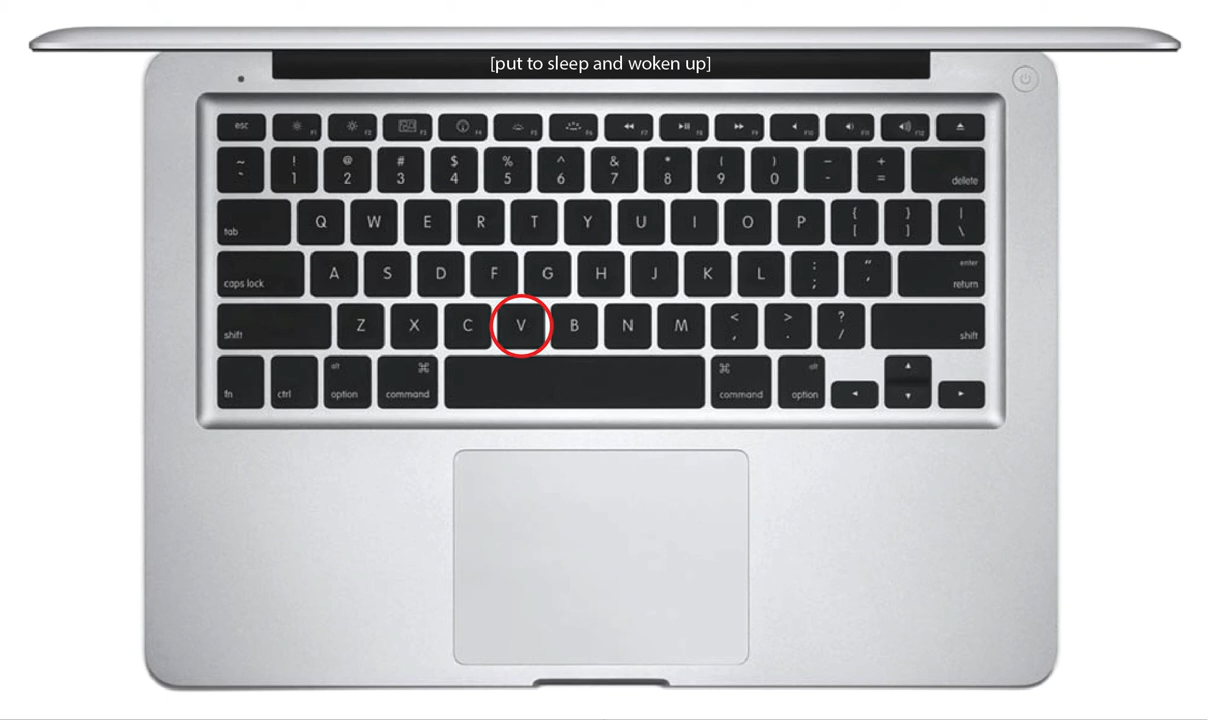 [put to sleep and woken up]
esc F1 F2 F3 F4 F5 F6 F7 F8 F9 F10 F11 F12
~ ! @ # $ % ^ & * ( ) – +
` 1 2 3 4 5 6 7 8 9 0 - = delete
tab Q W E R T Y U I O P { [ } ] | \
caps lock A S D F G H J K L : ; " ' enter return
shift Z X C V B N M < , > . ? / shift
alt ⌘ ⌘ alt
fn ctrl option command command option